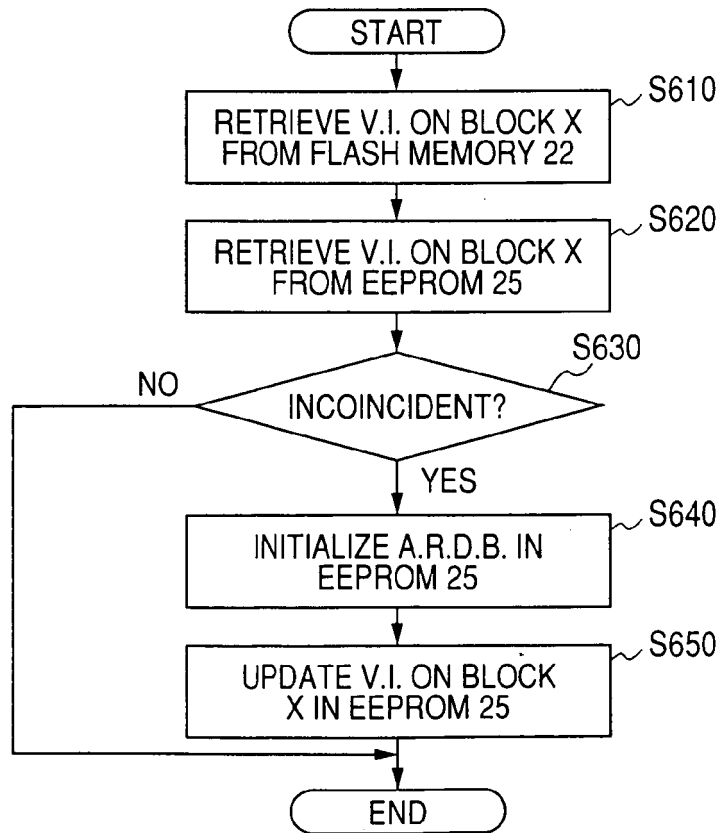 START
S610
RETRIEVE V.I. ON BLOCK X
FROM FLASH MEMORY 22
S620
RETRIEVE V.I. ON BLOCK X
FROM EEPROM 25
S630
NO
INCOINCIDENT?
YES
S640
INITIALIZE A.R.D.B. IN
EEPROM 25
S650
UPDATE V.I. ON BLOCK
X IN EEPROM 25
END